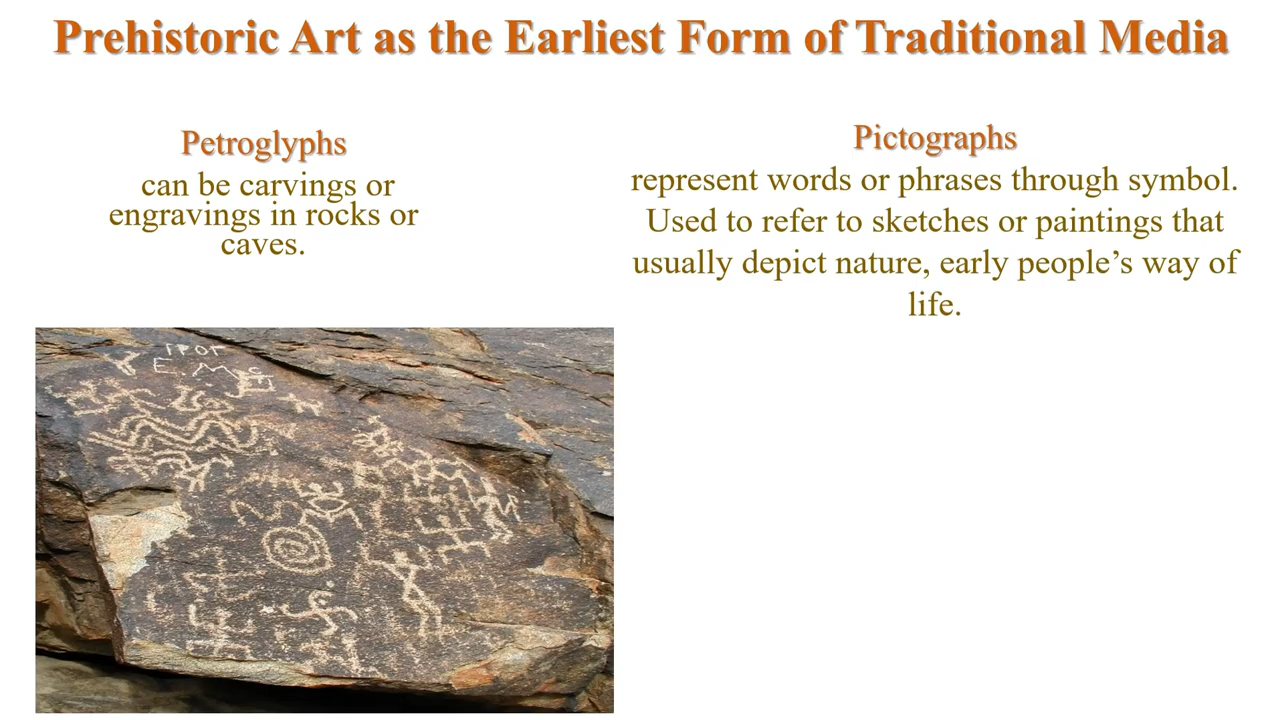 Prehistoric Art as the Earliest Form of Traditional Media
Petroglyphs
can be carvings or
engravings in rocks or
caves.
Pictographs
represent words or phrases through symbol.
Used to refer to sketches or paintings that
usually depict nature, early people’s way of
life.